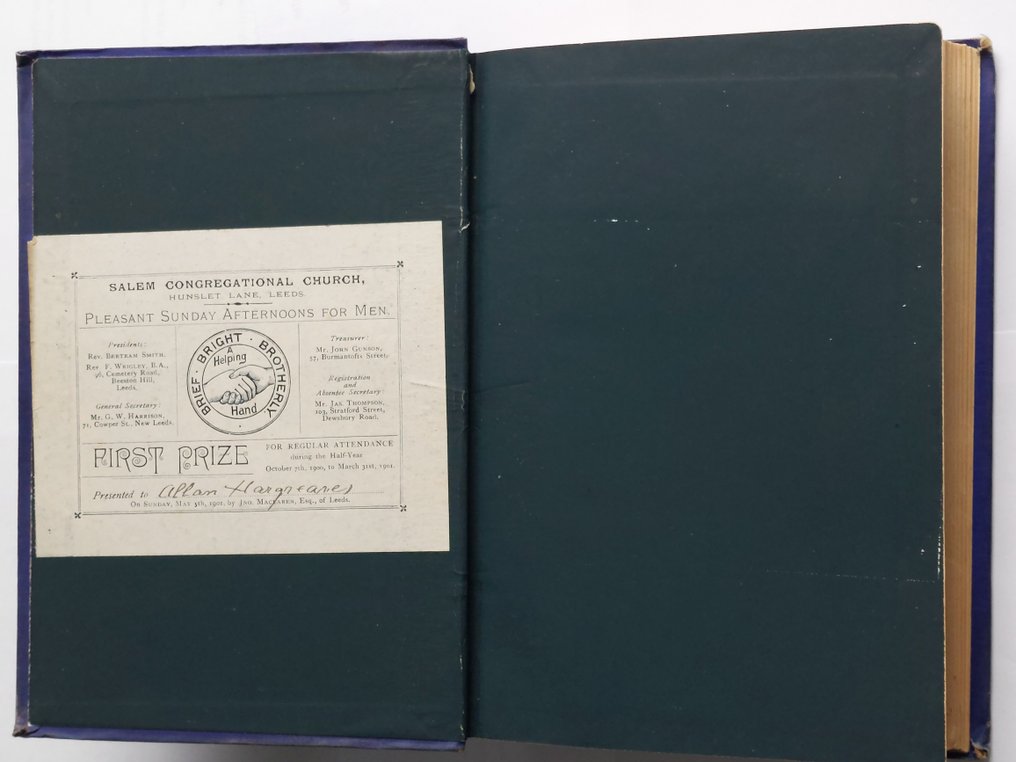 SALEM CONGREGATIONAL CHURCH,
HUNSLET LANE, LEEDS.
PLEASANT SUNDAY AFTERNOONS FOR MEN.
Presidents:
REV. BERTRAM SMITH.
REV. F. WRIGLEY, B.A.,
96, Cemetery Road,
Beeston Hill,
Leeds.
General Secretary:
MR. G. W. HARRISON,
71, Cowper St., New Leeds.
BRIEF · BRIGHT · BROTHERLY
A
Helping
Hand
Treasurer:
MR. JOHN GUNSON,
57, Burmantofts Street.
Registration
and
Absentee Secretary:
MR. JAS. THOMPSON,
103, Stratford Street,
Dewsbury Road.
FIRST PRIZE
FOR REGULAR ATTENDANCE
during the Half-Year
October 7th, 1900, to March 31st, 1901.
Presented to Allan Hargreaves
ON SUNDAY, MAY 5th, 1901, by JNO. MACLAREN, Esq., of Leeds.